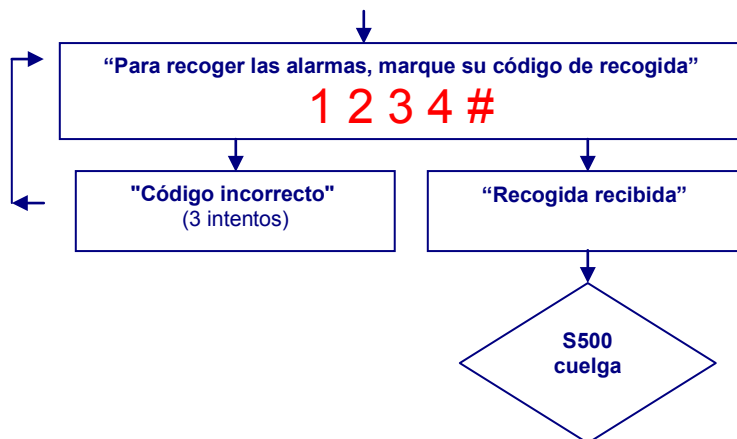 “Para recoger las alarmas, marque su código de recogida”
1 2 3 4 #
"Código incorrecto"
(3 intentos)
“Recogida recibida”
S500
cuelga